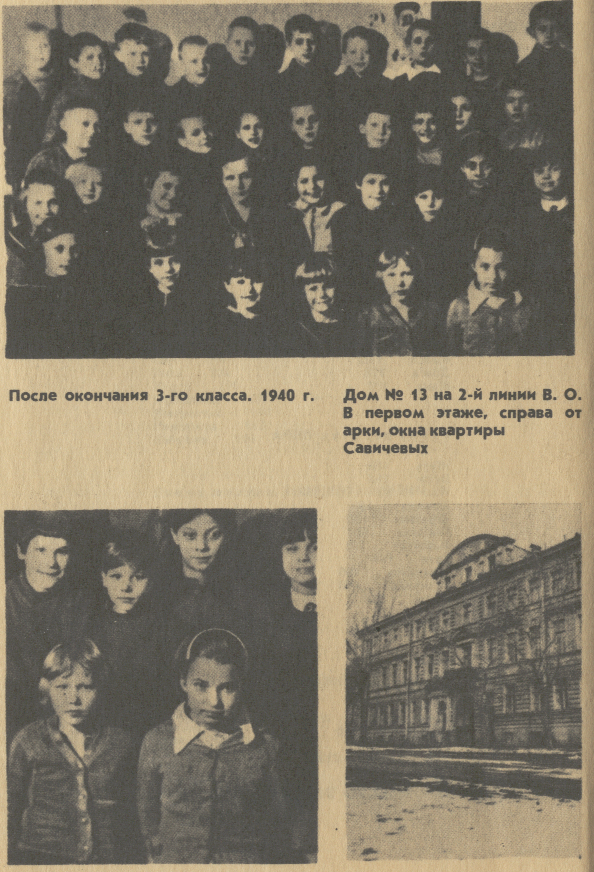 После окончания 3-го класса. 1940 г.
Дом № 13 на 2-й линии В. О.
В первом этаже, справа от
арки, окна квартиры
Савичевых